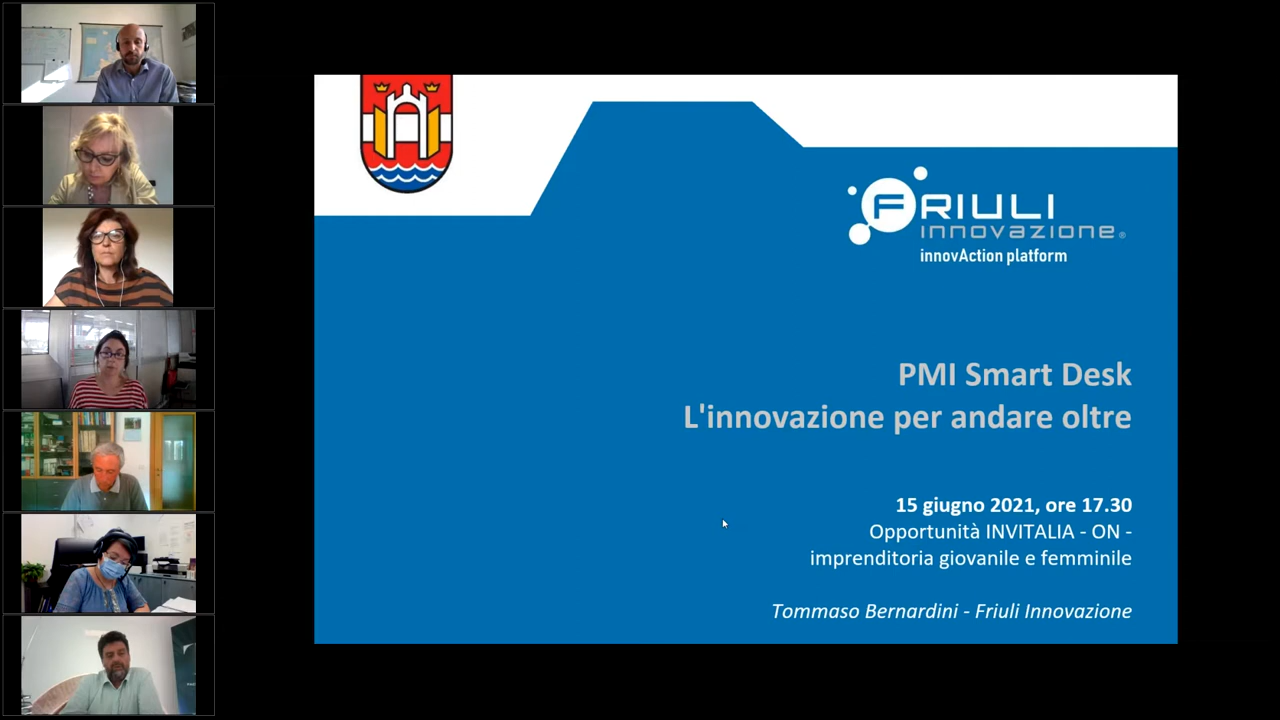 FRIULI
innovazione®
innovAction platform
PMI Smart Desk
L'innovazione per andare oltre
15 giugno 2021, ore 17.30
Opportunità INVITALIA - ON -
imprenditoria giovanile e femminile
Tommaso Bernardini - Friuli Innovazione